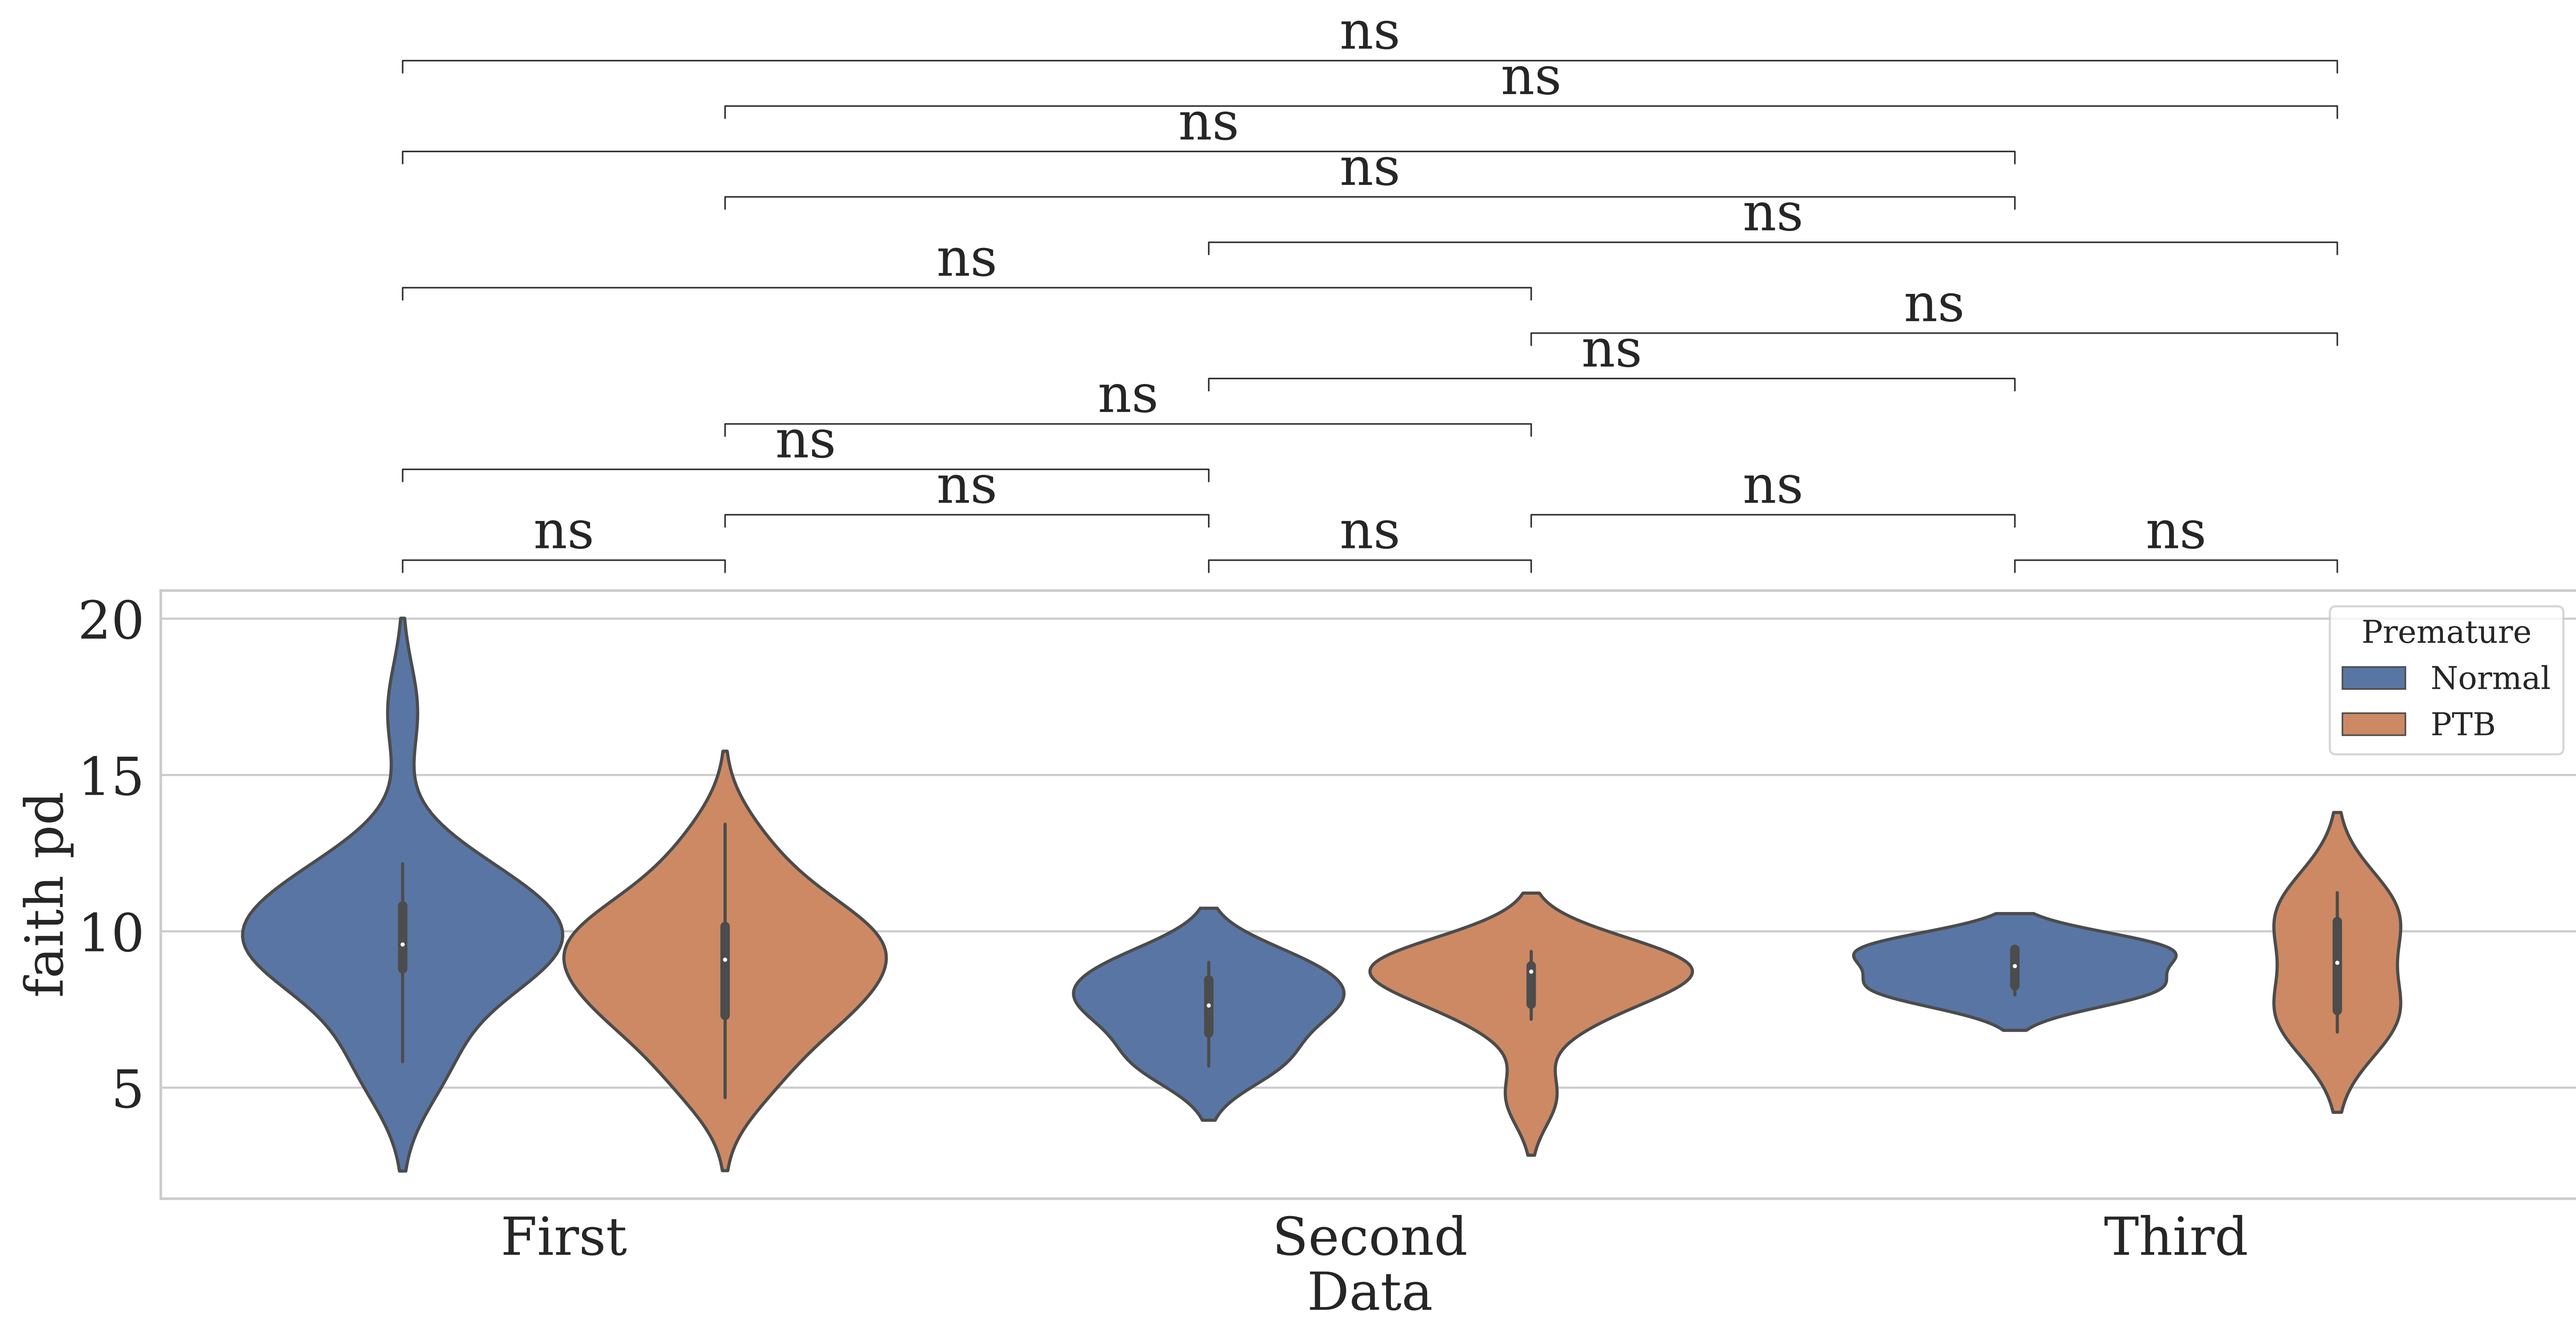 ns
ns
ns
ns
ns
ns
ns
ns
ns
ns
ns ns
ns ns ns
20
15
10
5
faith pd
Premature
Normal
PTB
First Second Third
Data